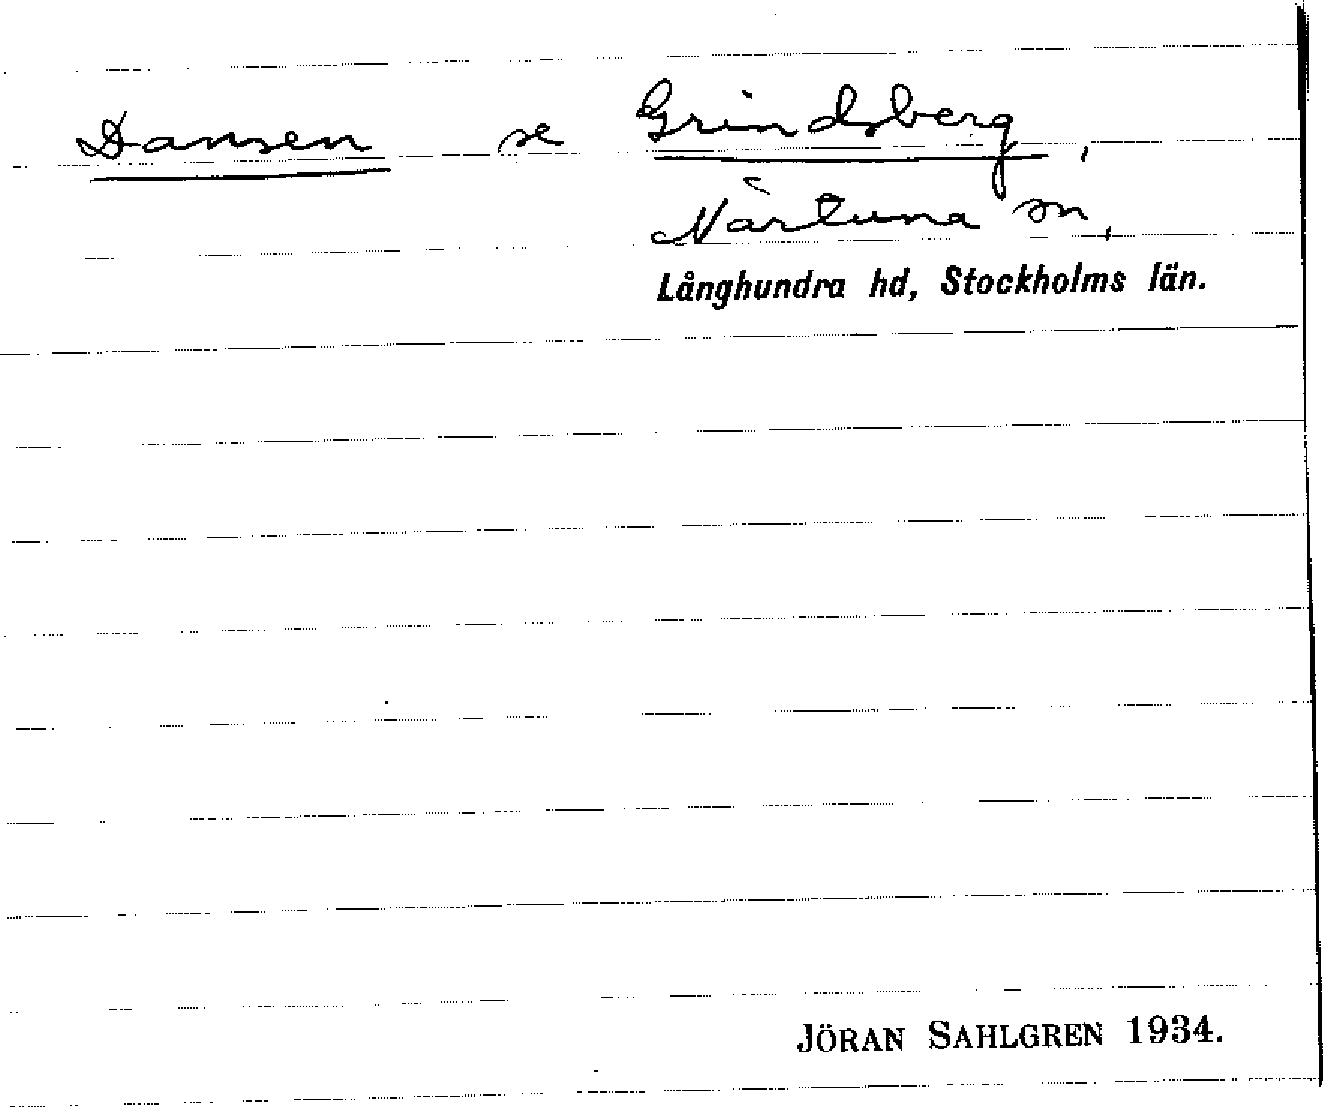 Dansen se Grindsberg,
Närtuna sn,
Långhundra hd, Stockholms län.
JÖRAN SAHLGREN 1934.